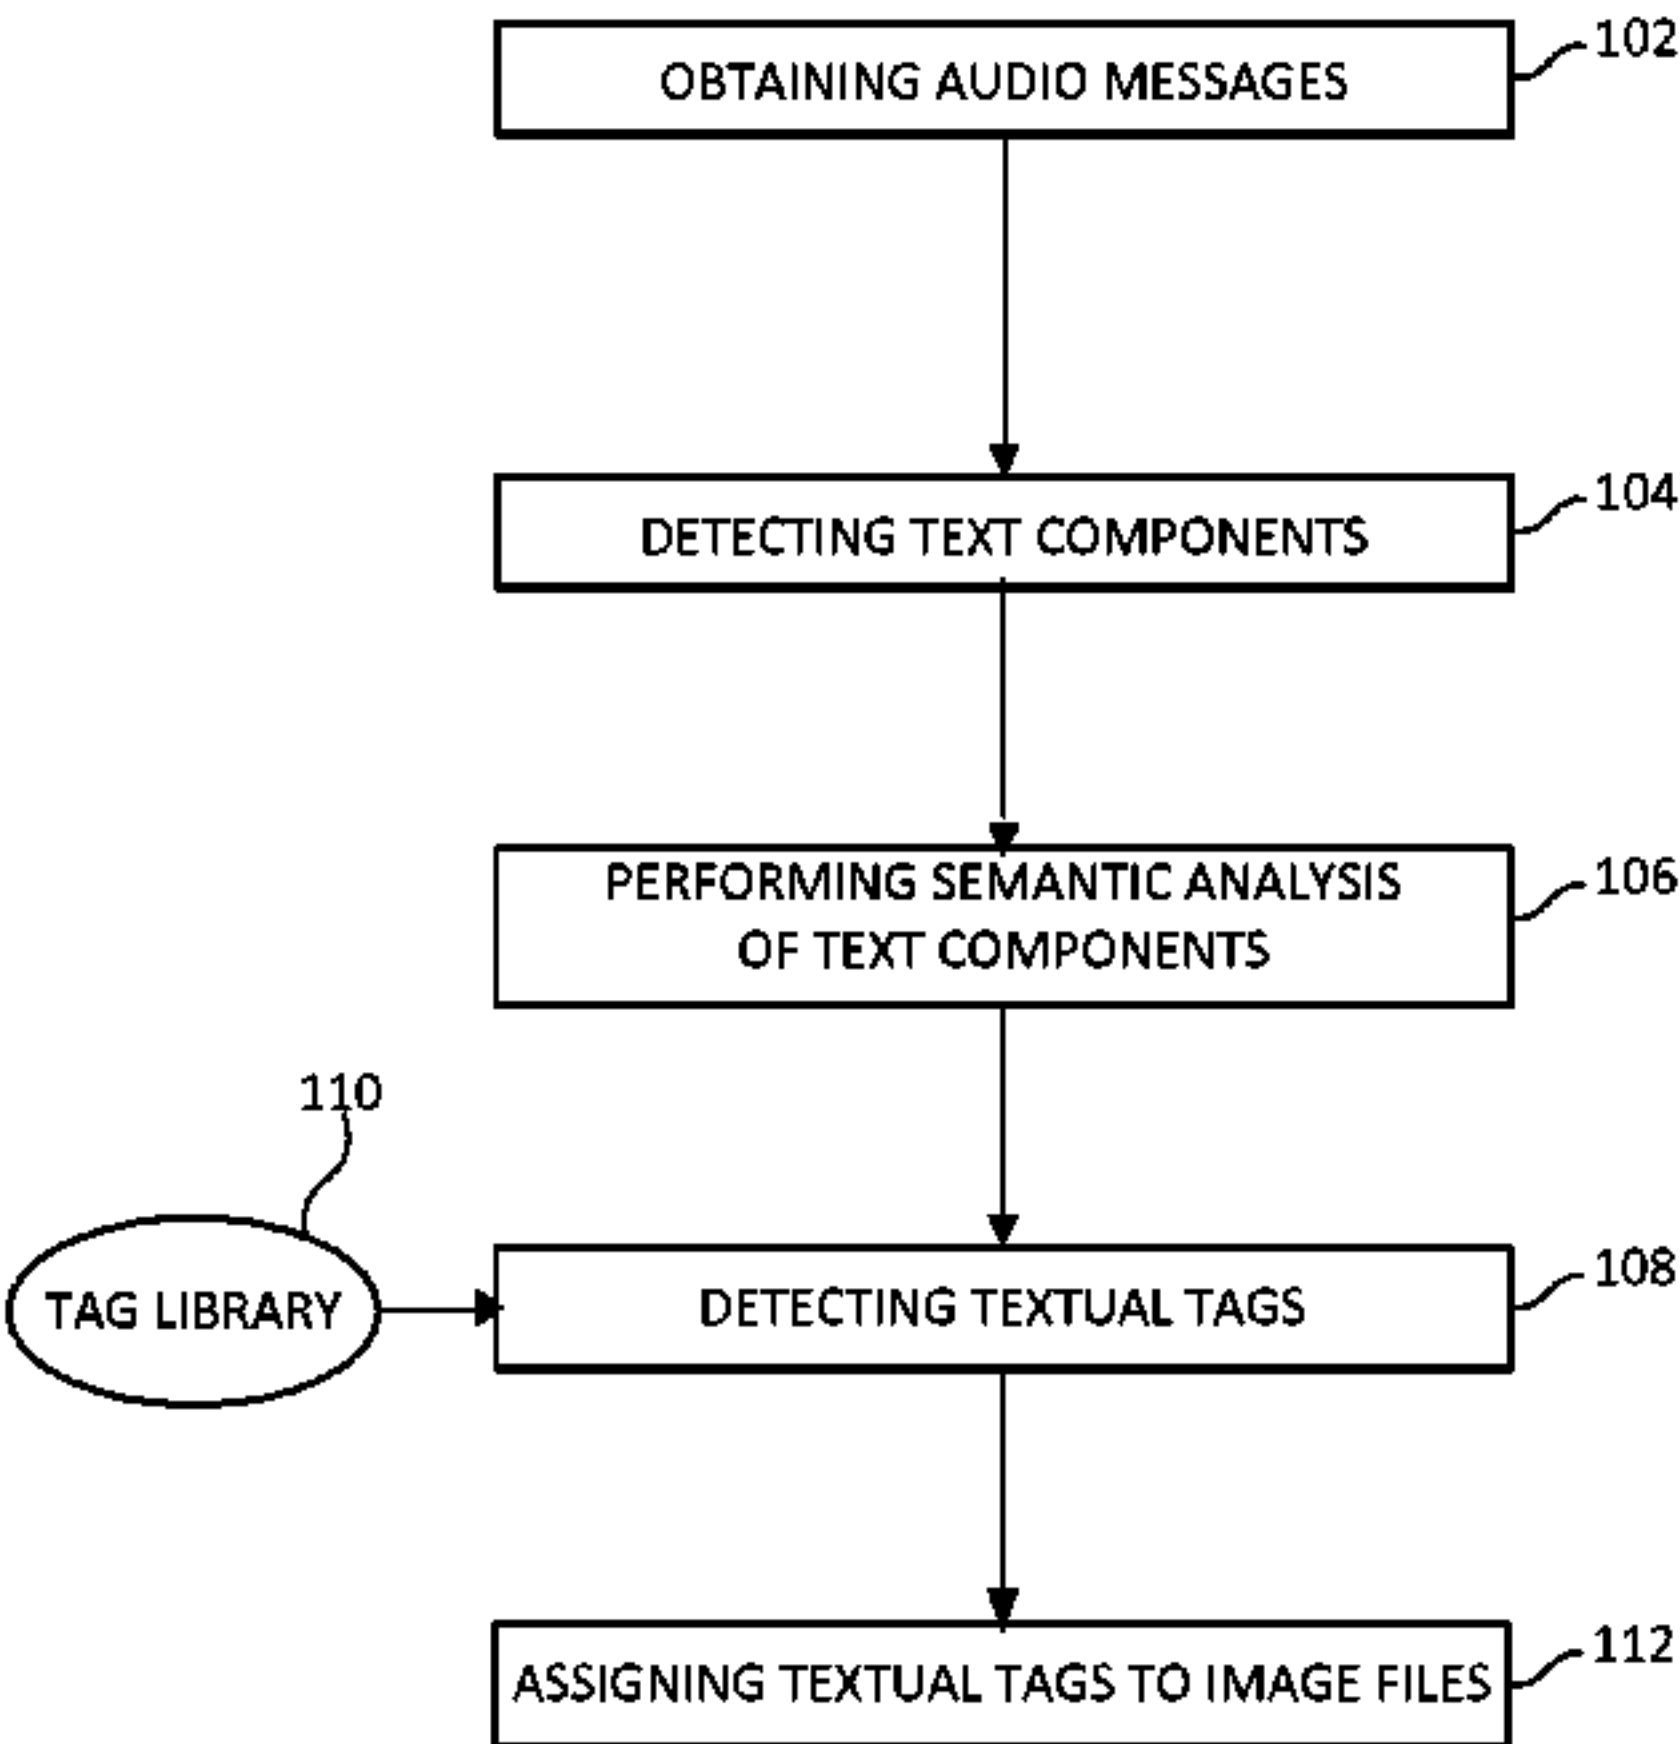 OBTAINING AUDIO MESSAGES
102
DETECTING TEXT COMPONENTS
104
PERFORMING SEMANTIC ANALYSIS
OF TEXT COMPONENTS
106
110
TAG LIBRARY
DETECTING TEXTUAL TAGS
108
ASSIGNING TEXTUAL TAGS TO IMAGE FILES
112